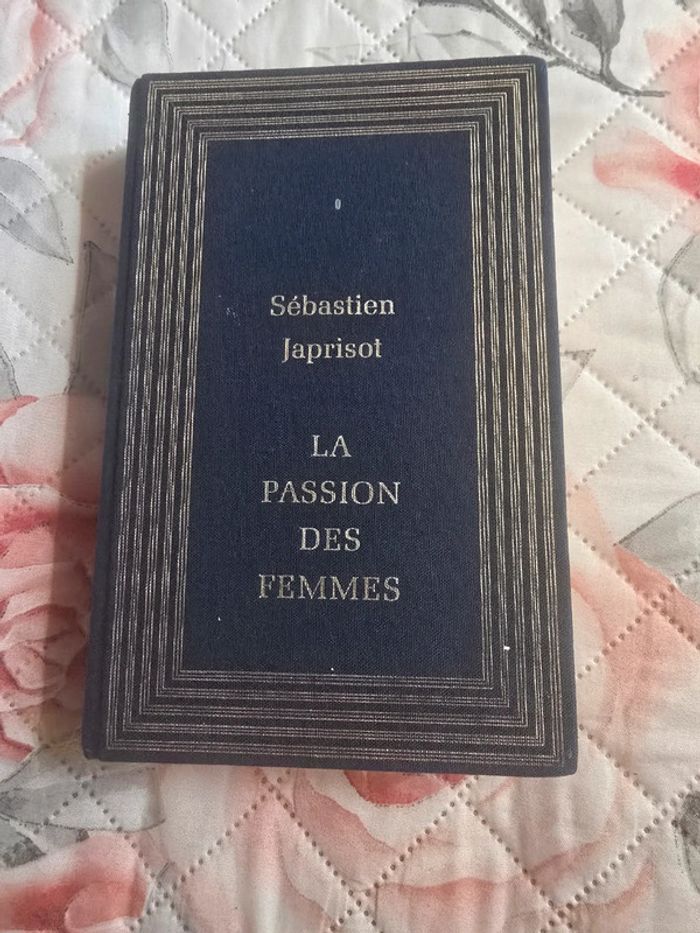 Sébastien
Japrisot
LA
PASSION
DES
FEMMES